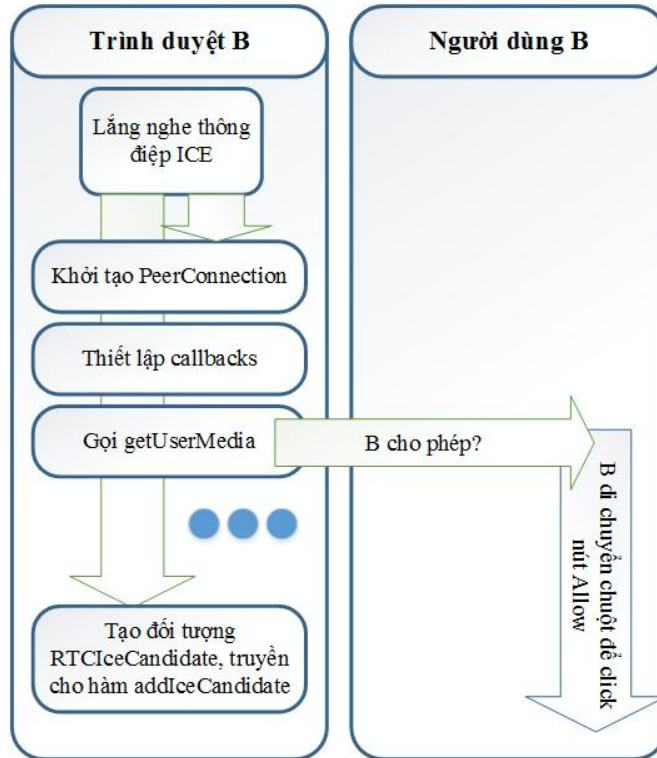 Trình duyệt B
Người dùng B
Lắng nghe thông
điệp ICE
Khởi tạo PeerConnection
Thiết lập callbacks
Gọi getUserMedia
B cho phép?
B di chuyển chuột để click
nút Allow
Tạo đối tượng
RTCIceCandidate, truyền
cho hàm addIceCandidate